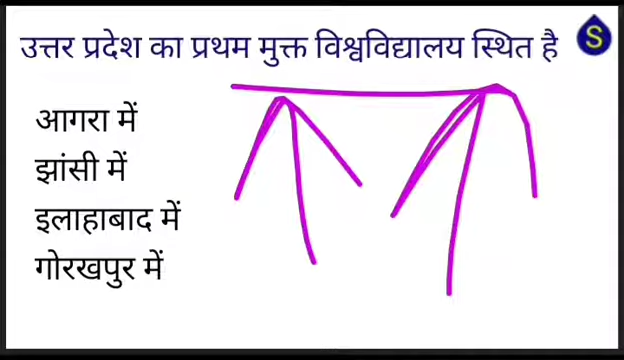 उत्तर प्रदेश का प्रथम मुक्त विश्वविद्यालय स्थित है
S
आगरा में
झांसी में
इलाहाबाद में
गोरखपुर में